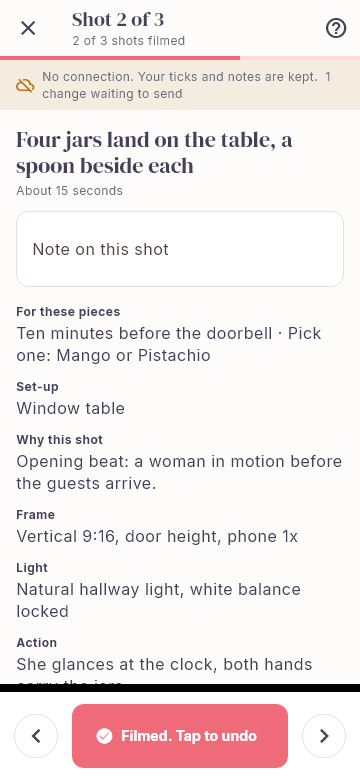 Shot 2 of 3
2 of 3 shots filmed
No connection. Your ticks and notes are kept. 1
change waiting to send
Four jars land on the table, a
spoon beside each
About 15 seconds
Note on this shot
For these pieces
Ten minutes before the doorbell · Pick
one: Mango or Pistachio
Set-up
Window table
Why this shot
Opening beat: a woman in motion before
the guests arrive.
Frame
Vertical 9:16, door height, phone 1x
Light
Natural hallway light, white balance
locked
Action
She glances at the clock, both hands
Filmed. Tap to undo